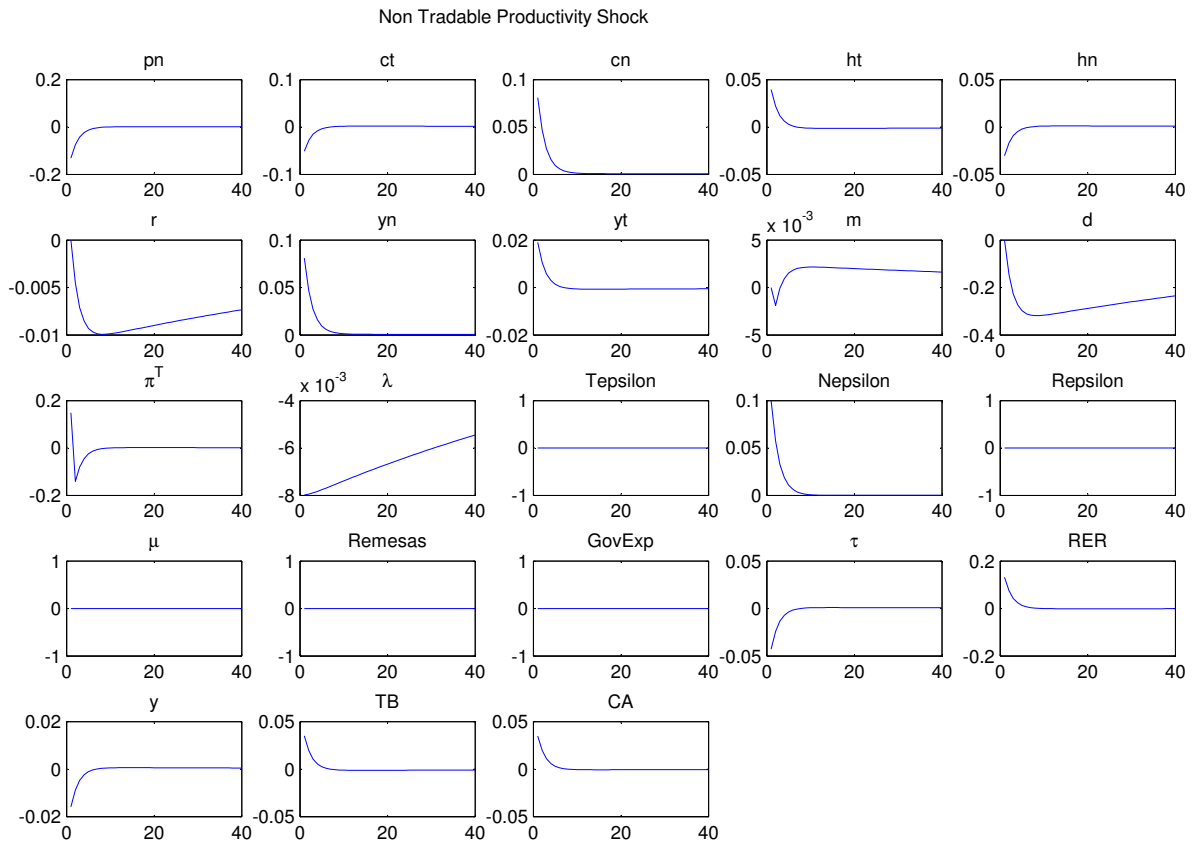 Non Tradable Productivity Shock
pn ct cn ht hn
0.2 0.1 0.1 0.05 0.05
0 0 0.05 0 0
-0.2 -0.1 0 -0.05 -0.05
0 20 40 0 20 40 0 20 40 0 20 40 0 20 40
r yn yt m d
x 10^-3
0 0.1 0.02 5 0
-0.005 0.05 0 0 -0.2
-0.01 0 -0.02 -5 -0.4
0 20 40 0 20 40 0 20 40 0 20 40 0 20 40
π^T λ Tepsilon Nepsilon Repsilon
x 10^-3
0.2 -4 1 0.1 1
0 -6 0 0.05 0
-0.2 -8 -1 0 -1
0 20 40 0 20 40 0 20 40 0 20 40 0 20 40
μ Remesas GovExp τ RER
1 1 1 0.05 0.2
0 0 0 0 0
-1 -1 -1 -0.05 -0.2
0 20 40 0 20 40 0 20 40 0 20 40 0 20 40
y TB CA
0.02 0.05 0.05
0 0 0
-0.02 -0.05 -0.05
0 20 40 0 20 40 0 20 40